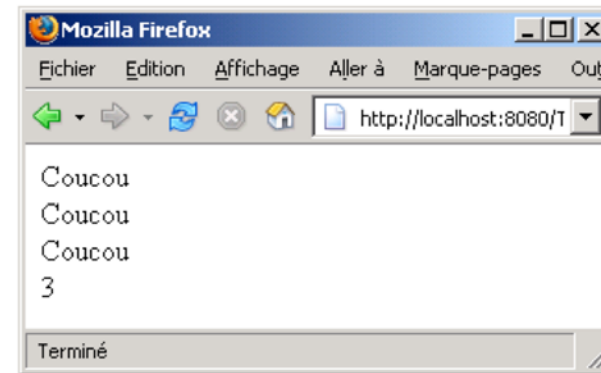 Mozilla Firefox
Fichier Edition Affichage Aller à Marque-pages
http://localhost:8080/T
Coucou
Coucou
Coucou
3
Terminé